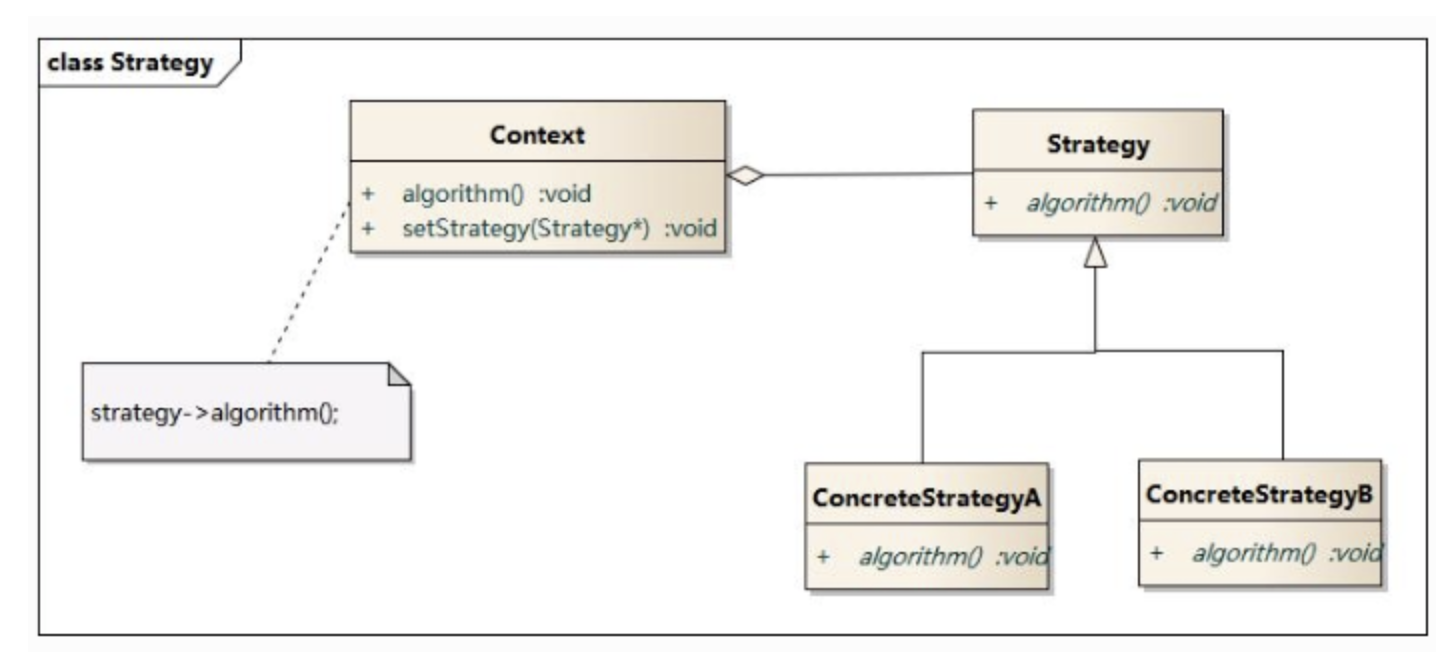 class Strategy
Context
+ algorithm() :void
+ setStrategy(Strategy*) :void
Strategy
+ algorithm() :void
strategy->algorithm();
ConcreteStrategyA
+ algorithm() :void
ConcreteStrategyB
+ algorithm() :void